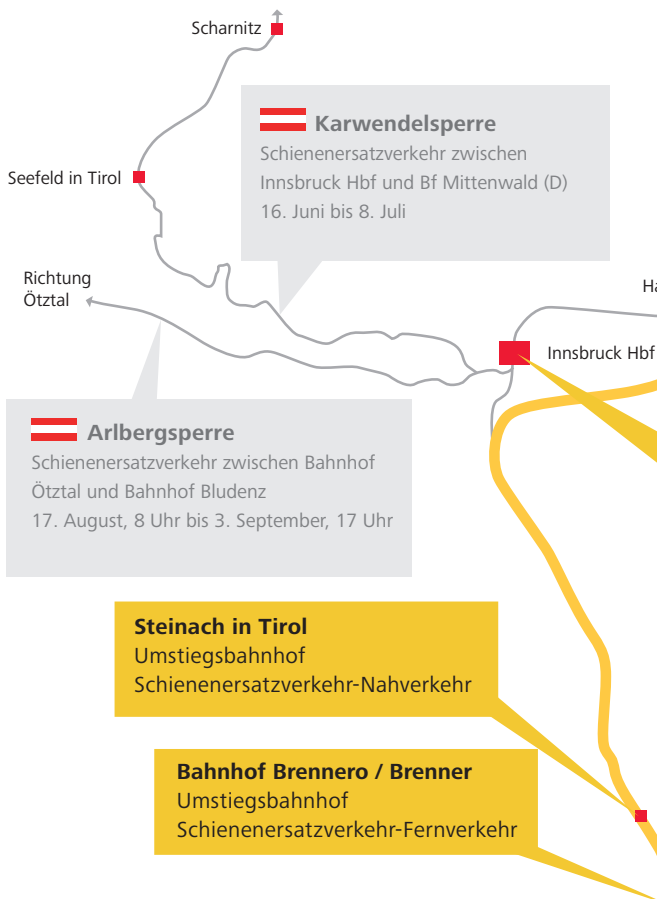 Scharnitz
Karwendelsperre
Schienenersatzverkehr zwischen
Innsbruck Hbf und Bf Mittenwald (D)
16. Juni bis 8. Juli
Seefeld in Tirol
Richtung
Ötztal
Ha
Innsbruck Hbf
Arlbergsperre
Schienenersatzverkehr zwischen Bahnhof
Ötztal und Bahnhof Bludenz
17. August, 8 Uhr bis 3. September, 17 Uhr
Steinach in Tirol
Umstiegsbahnhof
Schienenersatzverkehr-Nahverkehr
Bahnhof Brennero / Brenner
Umstiegsbahnhof
Schienenersatzverkehr-Fernverkehr